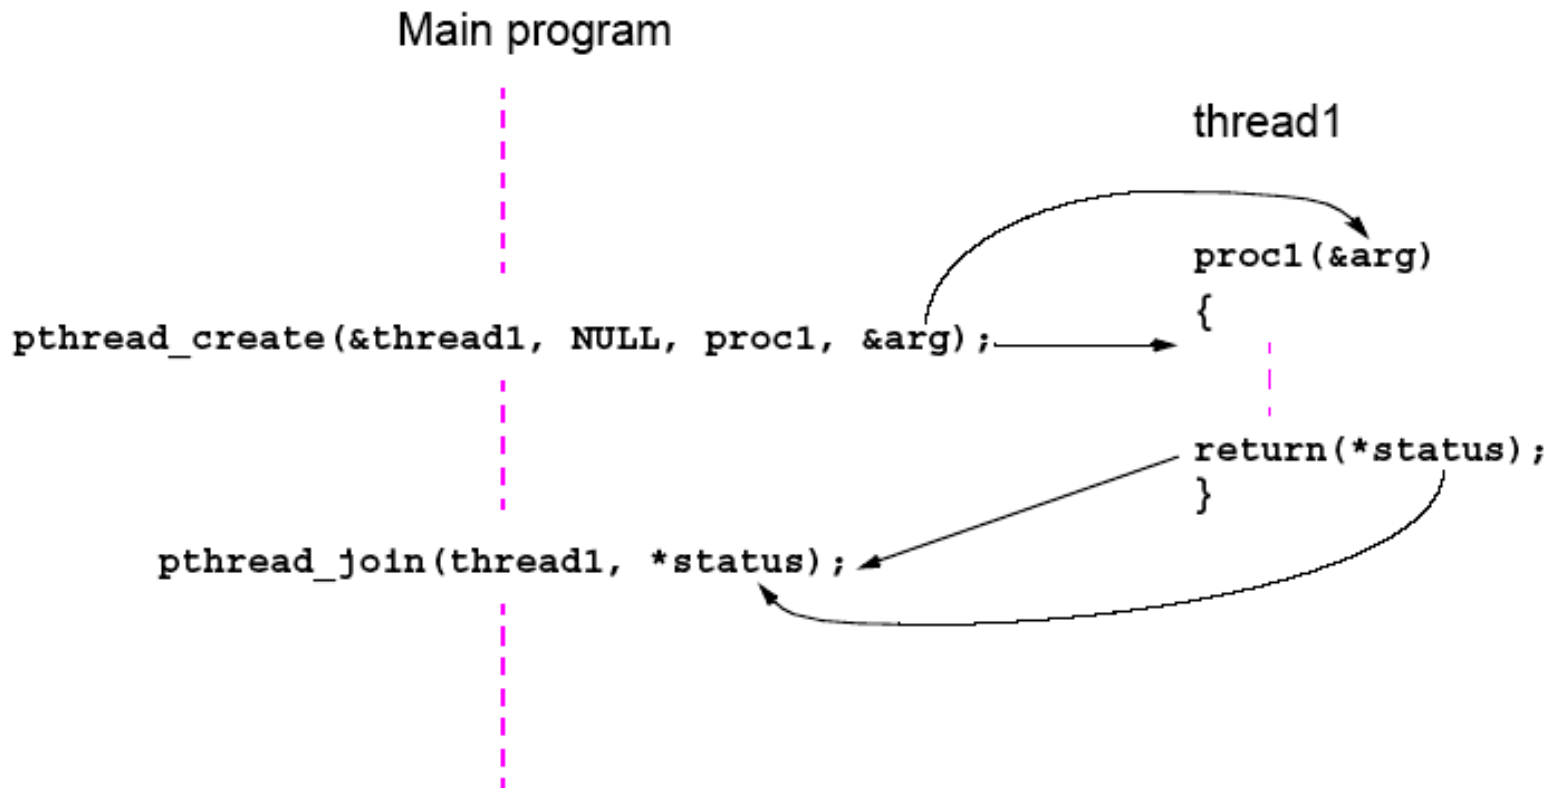 Main program
thread1
proc1(&arg)
{
pthread_create(&thread1, NULL, proc1, &arg);
return(*status);
}
pthread_join(thread1, *status);